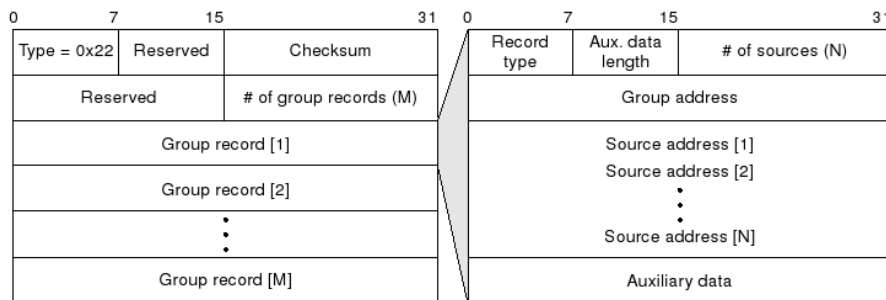 0 7 15 31
Type = 0x22 Reserved Checksum
Reserved # of group records (M)
Group record [1]
Group record [2]
Group record [M]
0 7 15 31
Record type Aux. data length # of sources (N)
Group address
Source address [1]
Source address [2]
Source address [N]
Auxiliary data